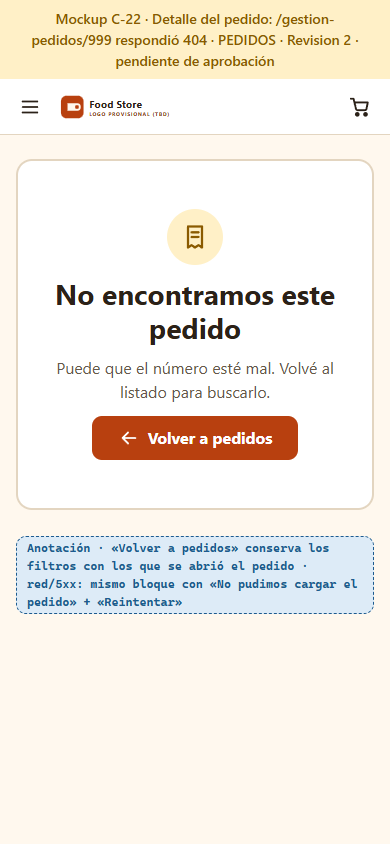 Mockup C-22 · Detalle del pedido: /gestion-
pedidos/999 respondió 404 · PEDIDOS · Revision 2 ·
pendiente de aprobación
Food Store
LOGO PROVISIONAL (TBD)
No encontramos este
pedido
Puede que el número esté mal. Volvé al
listado para buscarlo.
Volver a pedidos
Anotación · «Volver a pedidos» conserva los
filtros con los que se abrió el pedido ·
red/5xx: mismo bloque con «No pudimos cargar el
pedido» + «Reintentar»